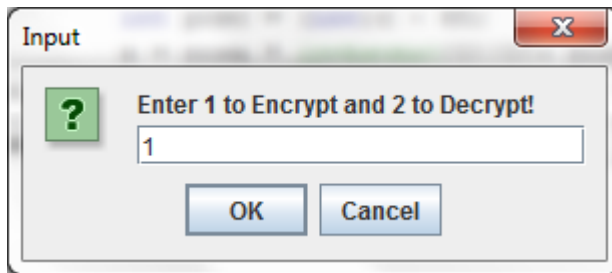 Input
x
?
Enter 1 to Encrypt and 2 to Decrypt!
1
OK Cancel